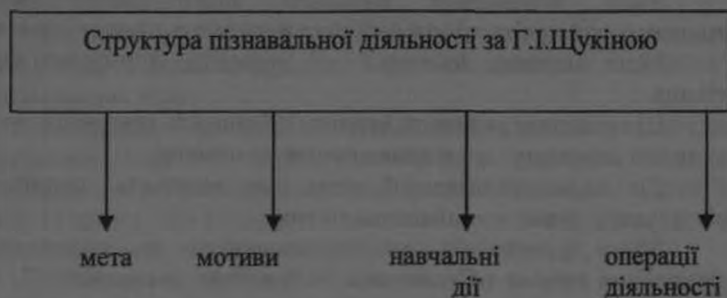 Структура пізнавальної діяльності за Г.І.Щукіною
мета мотиви навчальні операції
дії діяльності